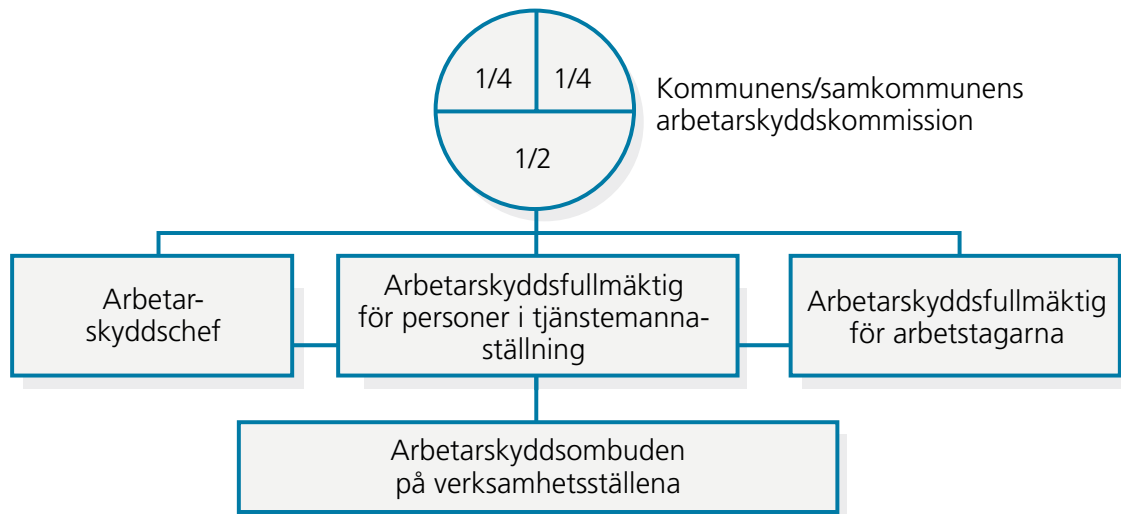 1/4
1/4
1/2
Kommunens/samkommunens
arbetarskyddskommission
Arbetar-
skyddschef
Arbetarskyddsfullmäktig
för personer i tjänstemanna-
ställning
Arbetarskyddsfullmäktig
för arbetstagarna
Arbetarskyddsombuden
på verksamhetsställena